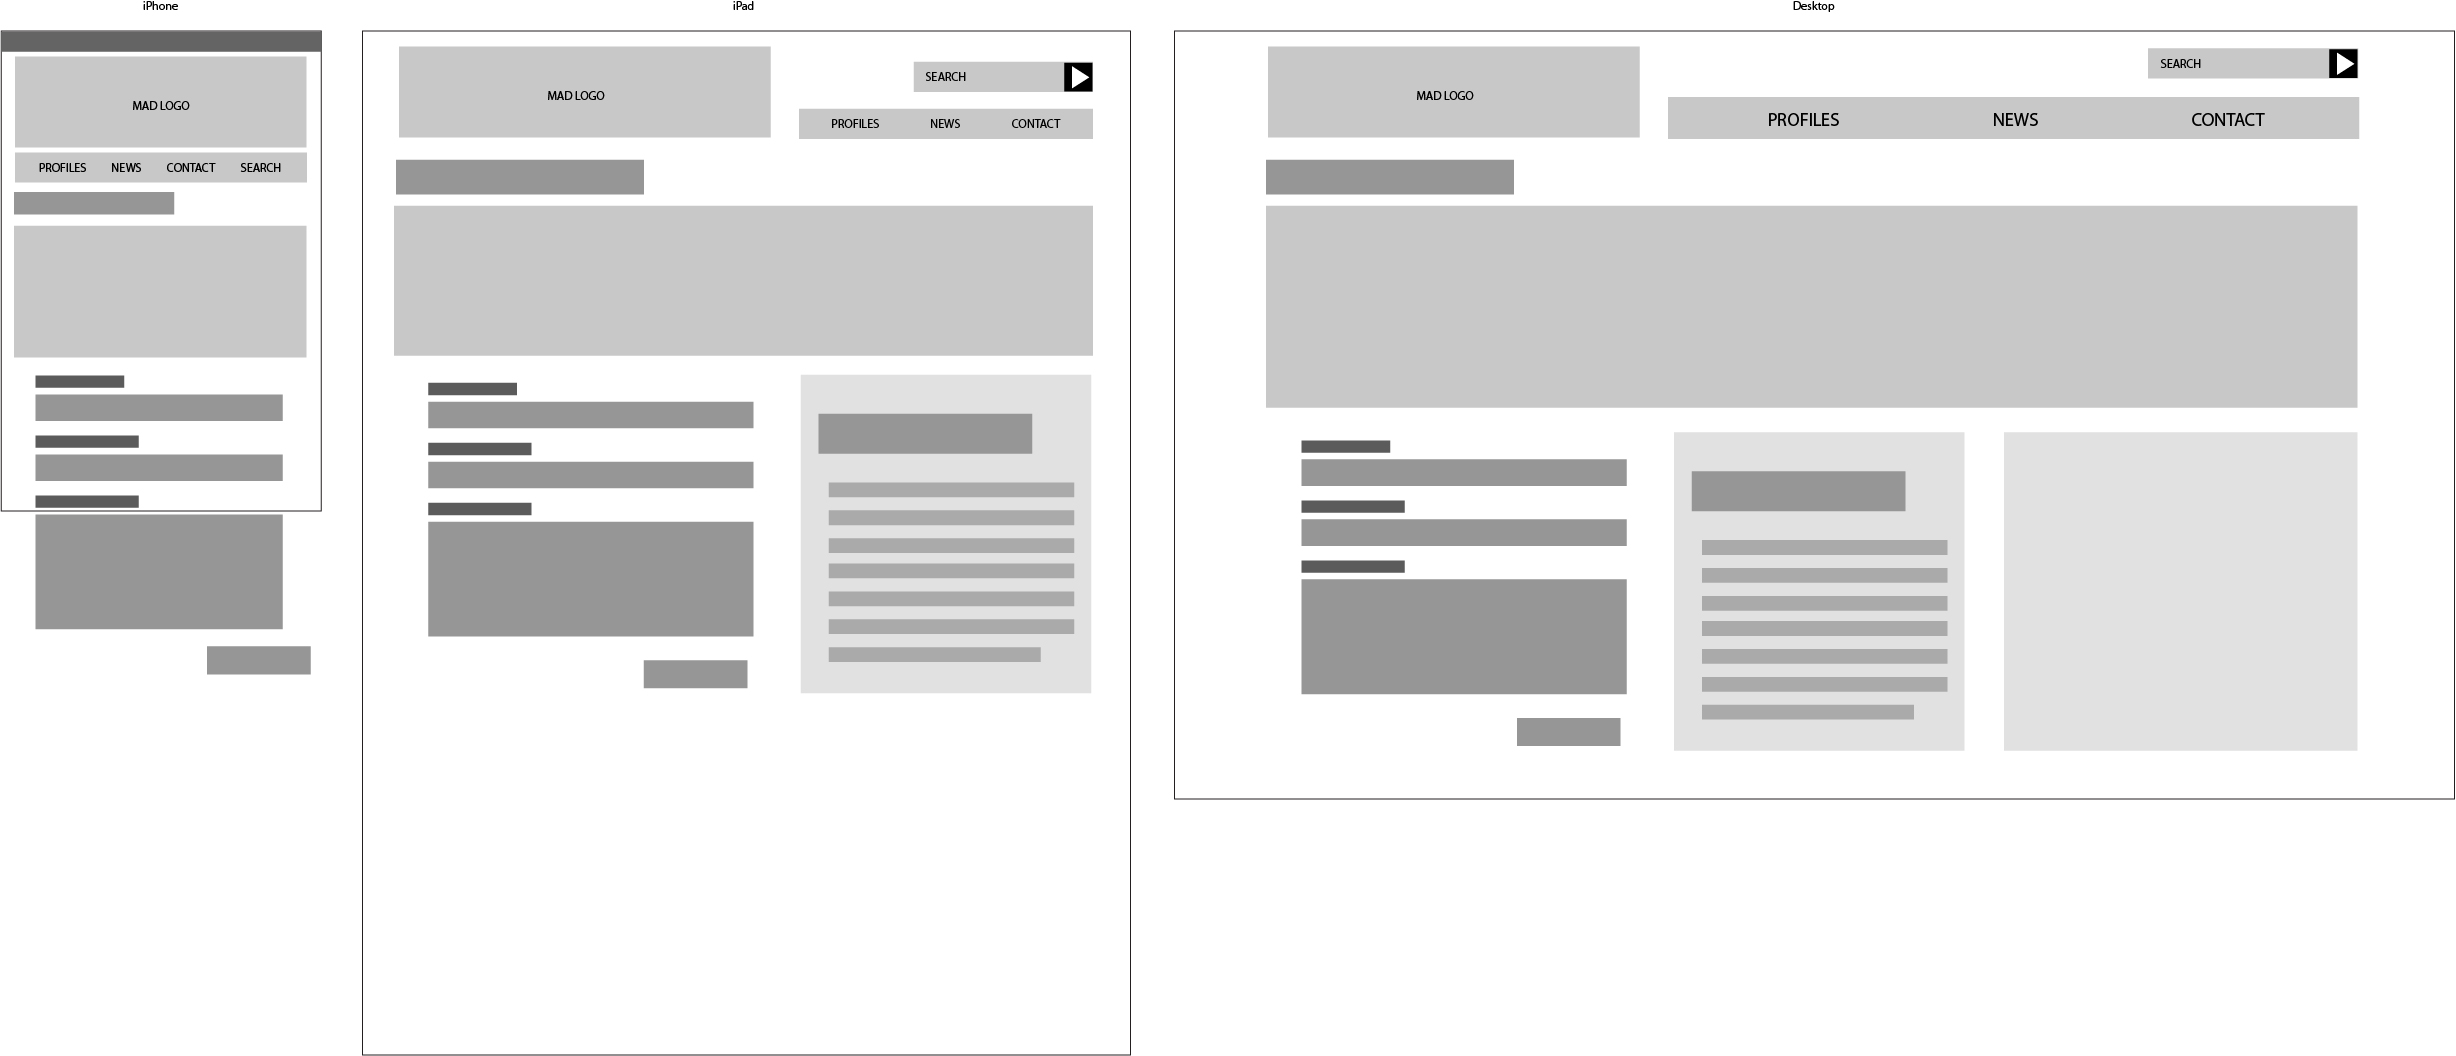 iPhone
MAD LOGO
PROFILES NEWS CONTACT SEARCH
iPad
MAD LOGO
SEARCH
PROFILES NEWS CONTACT
Desktop
MAD LOGO
SEARCH
PROFILES NEWS CONTACT